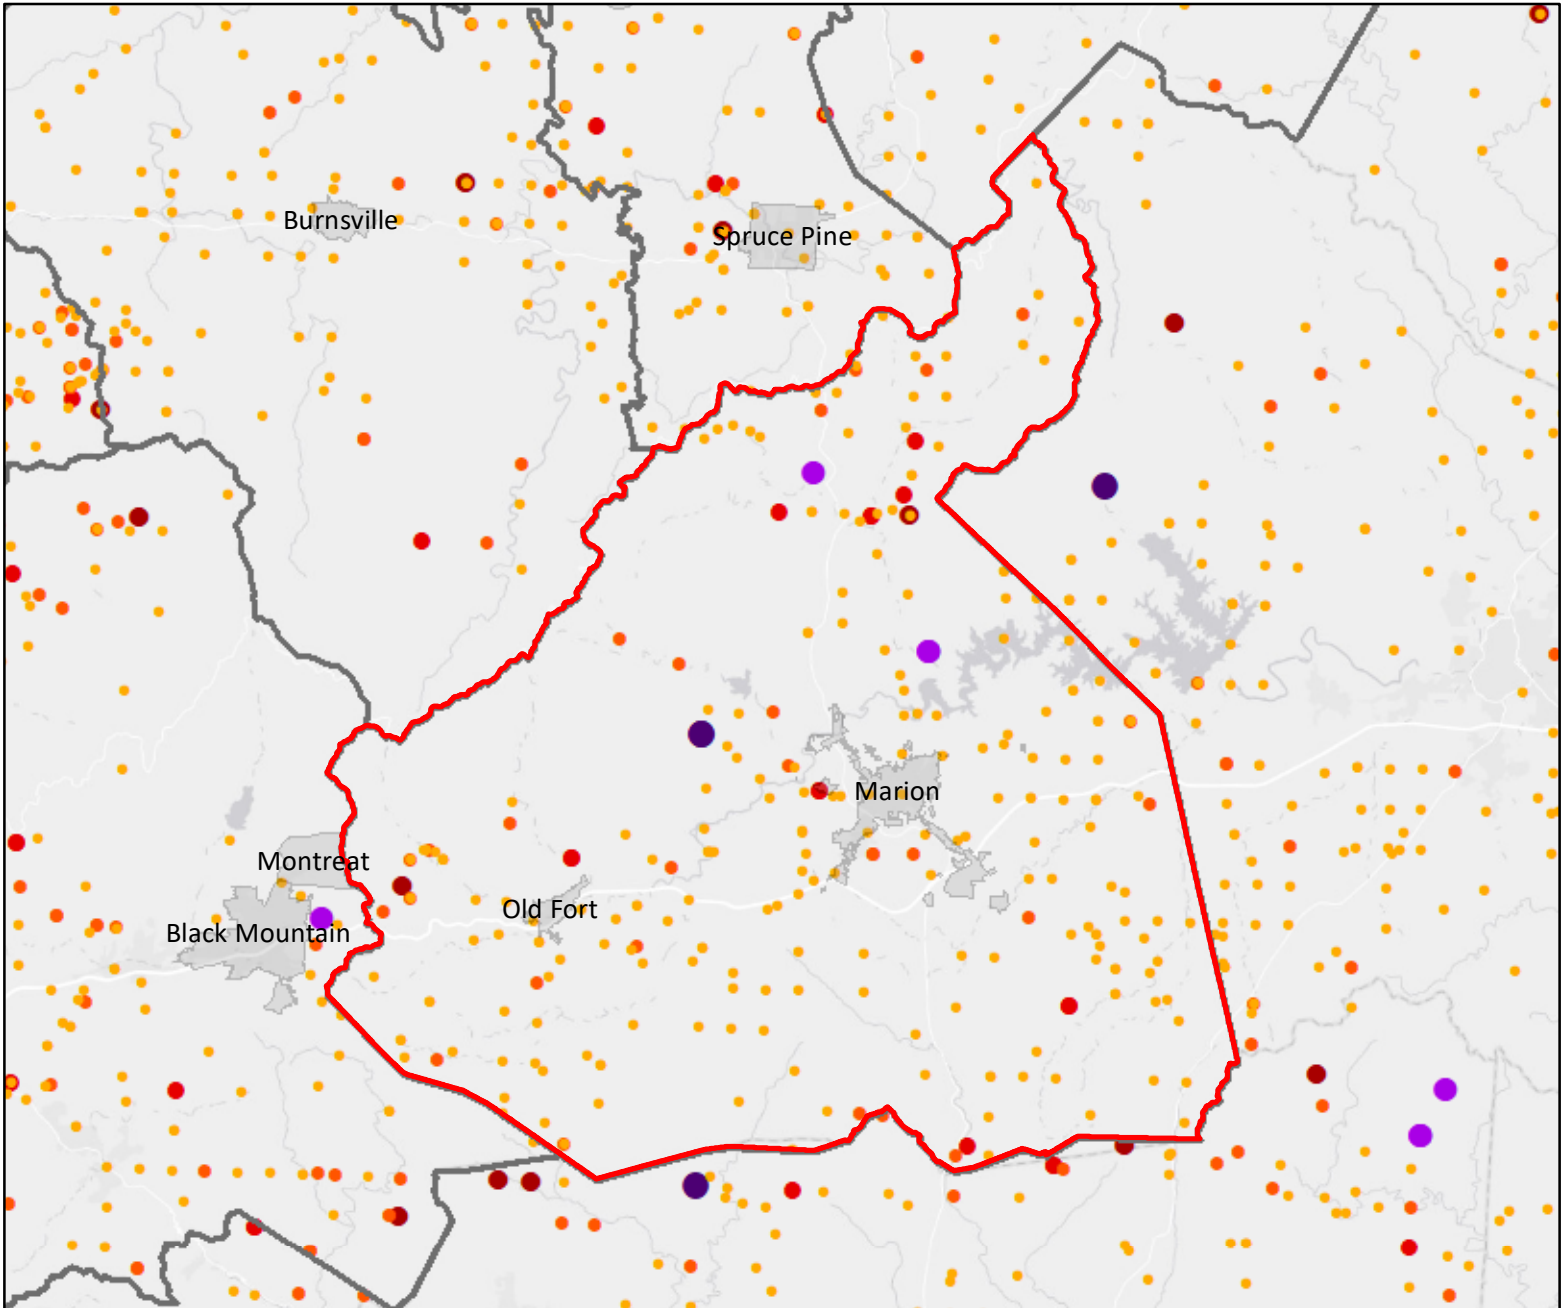 Burnsville
Spruce Pine
Marion
Montreat
Old Fort
Black Mountain